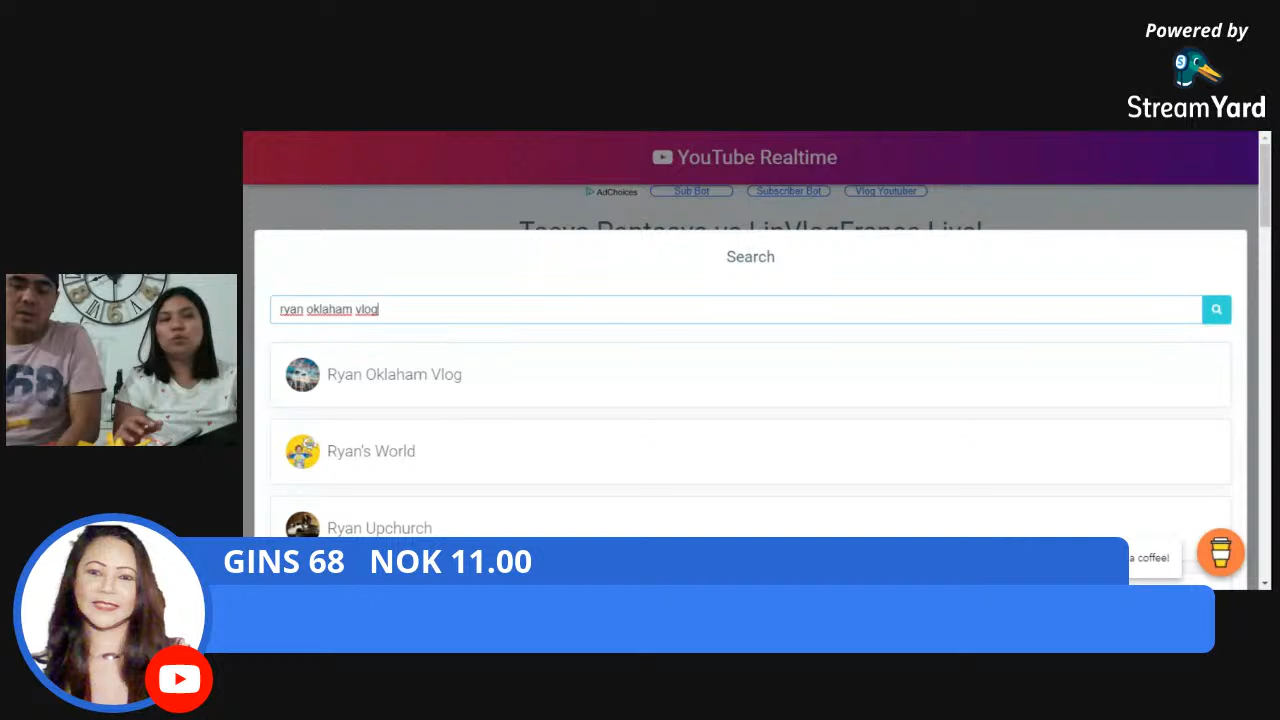 Powered by
StreamYard
YouTube Realtime
AdChoices
Sub Bot
Subscriber Bot
Vlog Youtuber
Search
ryan oklaham vlog
Ryan Oklaham Vlog
Ryan's World
Ryan Upchurch
a coffee!
GINS 68 NOK 11.00
68